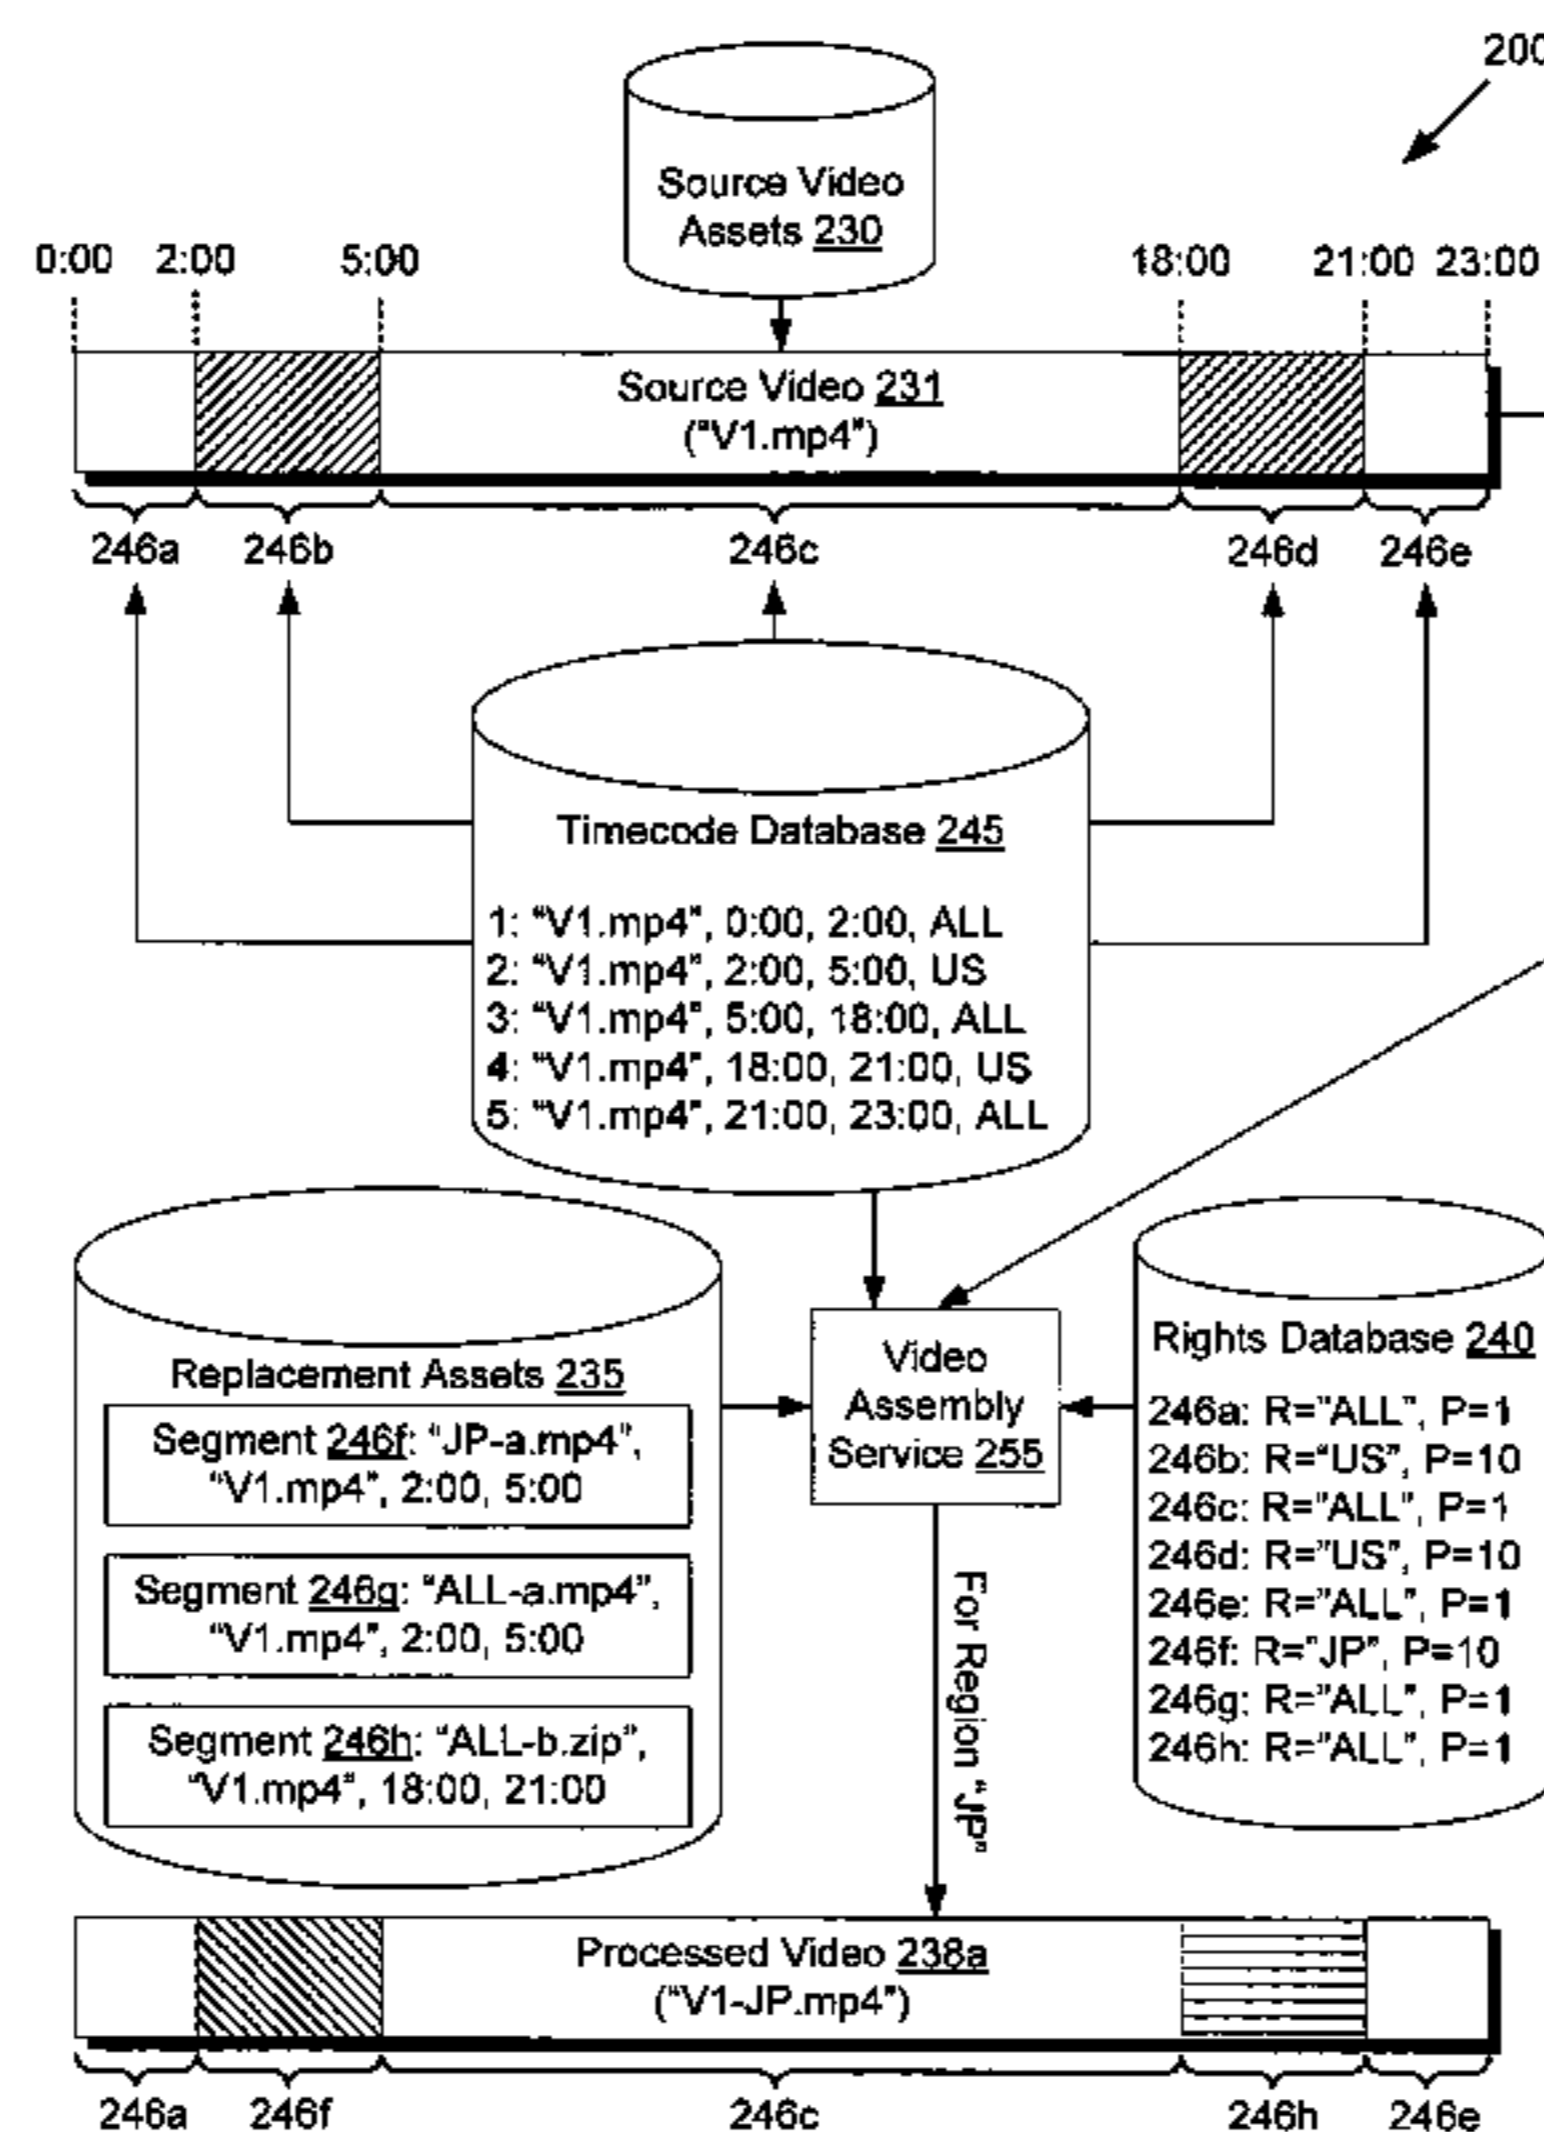 200
Source Video
Assets 230
0:00 2:00 5:00 18:00 21:00 23:00
Source Video 231
("V1.mp4")
246a 246b 246c 246d 246e
Timecode Database 245
1: "V1.mp4", 0:00, 2:00, ALL
2: "V1.mp4", 2:00, 5:00, US
3: "V1.mp4", 5:00, 18:00, ALL
4: "V1.mp4", 18:00, 21:00, US
5: "V1.mp4", 21:00, 23:00, ALL
Replacement Assets 235
Segment 246f: "JP-a.mp4",
"V1.mp4", 2:00, 5:00
Segment 246g: "ALL-a.mp4",
"V1.mp4", 2:00, 5:00
Segment 246h: "ALL-b.zip",
"V1.mp4", 18:00, 21:00
Video
Assembly
Service 255
Rights Database 240
246a: R="ALL", P=1
246b: R="US", P=10
246c: R="ALL", P=1
246d: R="US", P=10
246e: R="ALL", P=1
246f: R="JP", P=10
246g: R="ALL", P=1
246h: R="ALL", P=1
For Region "JP"
Processed Video 238a
("V1-JP.mp4")
246a 246f 246c 246h 246e